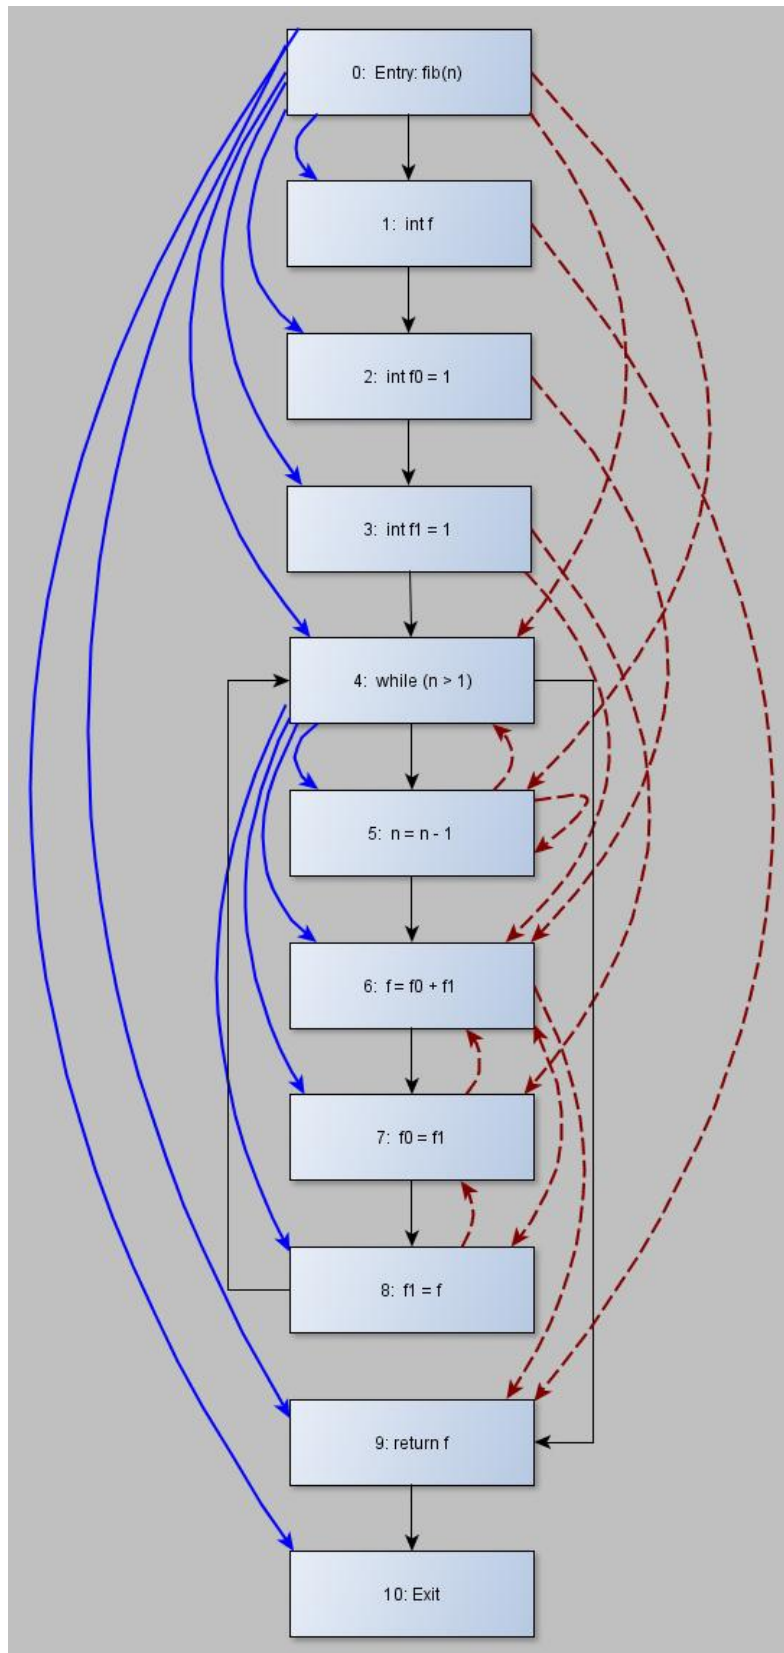 0: Entry: fib(n)
1: int f
2: int f0 = 1
3: int f1 = 1
4: while (n > 1)
5: n = n - 1
6: f = f0 + f1
7: f0 = f1
8: f1 = f
9: return f
10: Exit